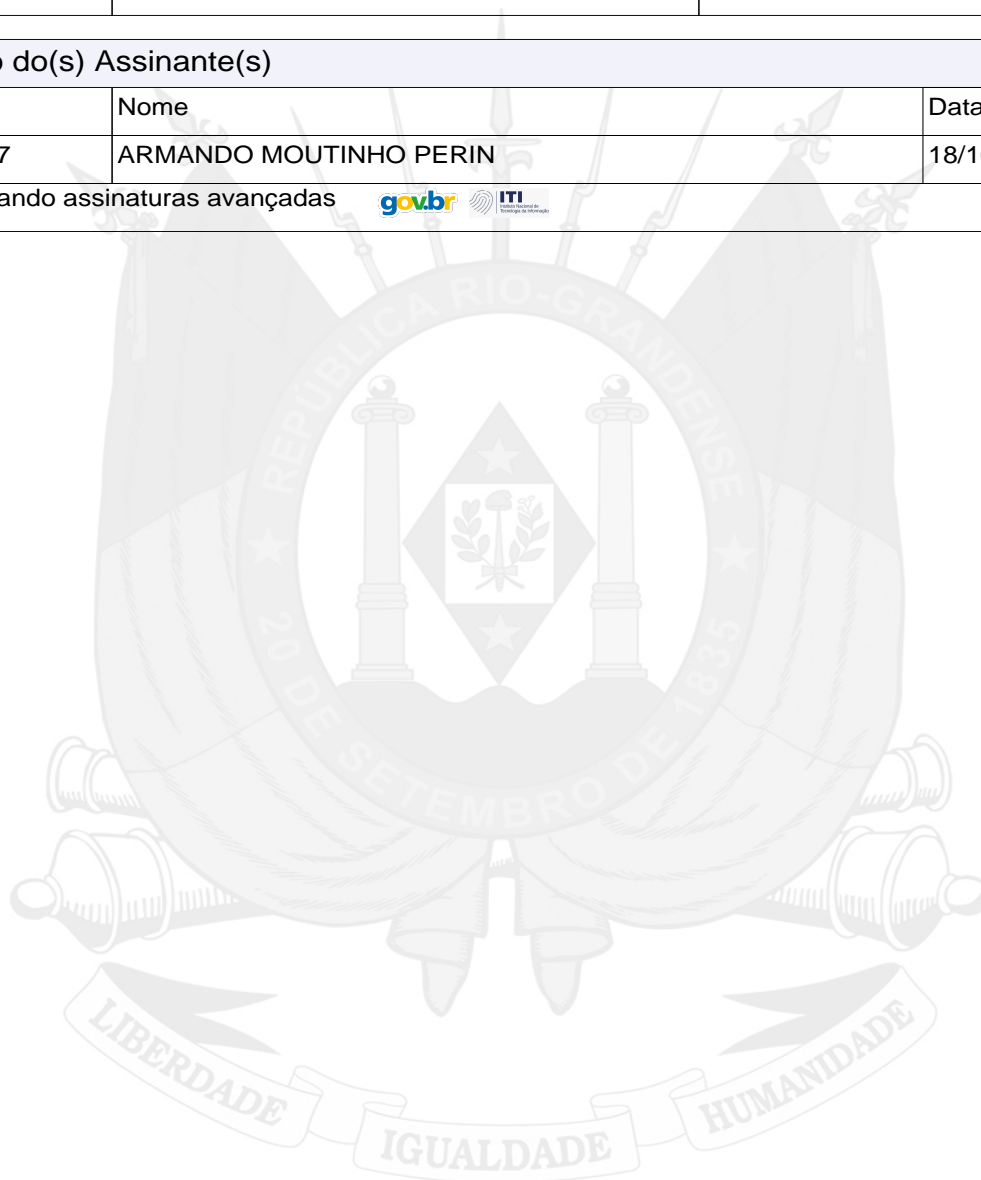 o do(s) Assinante(s)
Nome Data
7 ARMANDO MOUTINHO PERIN 18/1
ando assinaturas avançadas gov.br ITI
REPÚBLICA RIO-GRANDENSE
20 DE SETEMBRO DE 1835
LIBERDADE IGUALDADE HUMANIDADE